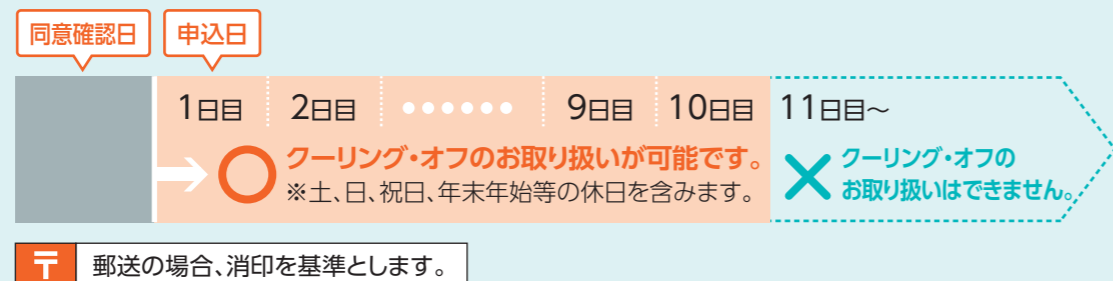 同意確認日 申込日
1日目 2日目 •••••• 9日目 10日目 11日目～
クーリング・オフのお取り扱いが可能です。
※土、日、祝日、年末年始等の休日を含みます。
クーリング・オフの
お取り扱いはできません。
〒 郵送の場合、消印を基準とします。